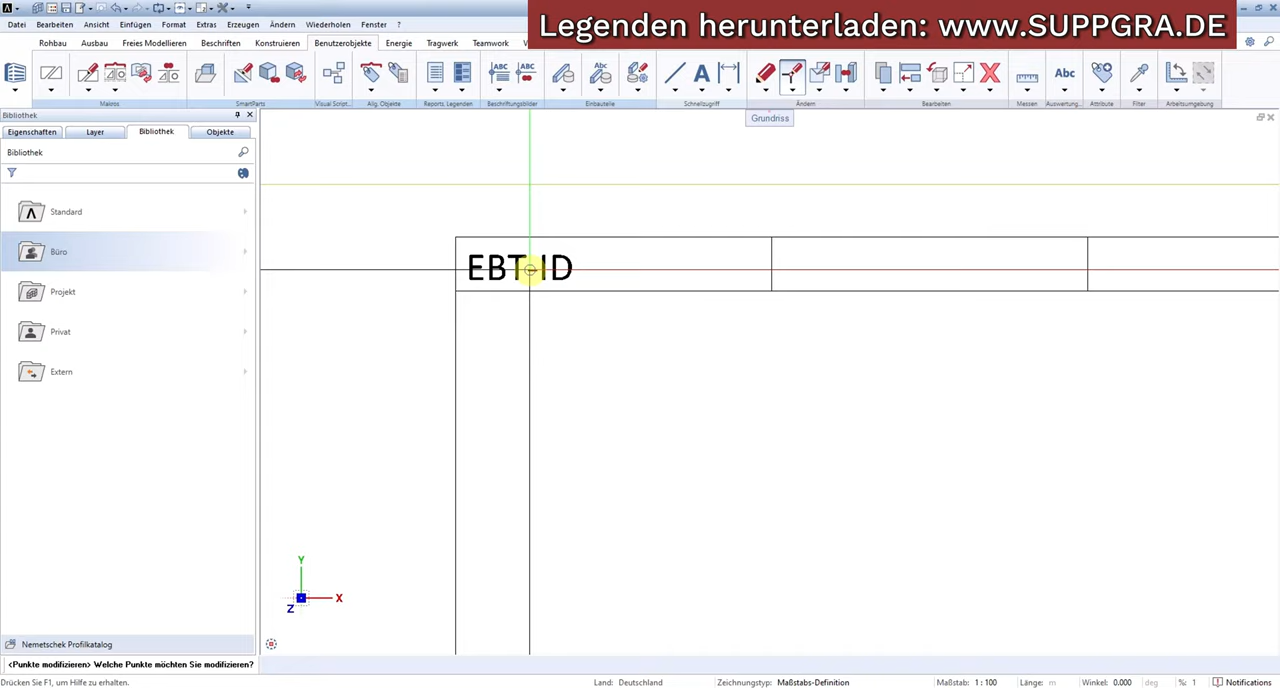 Legenden herunterladen: www.SUPPGRA.DE
Datei Bearbeiten Ansicht Einfügen Format Extras Erzeugen Ändern Wiederholen Fenster ?
Rohbau Ausbau Freies Modellieren Beschriften Konstruieren Benutzerobjekte Energie Tragwerk Teamwork
Makros SmartParts Visual Script... Allg. Objekte Reports, Legenden Beschriftungsbilder Einbauteile Schnellzugriff Ändern Bearbeiten Messen Auswertung... Attribute Filter Arbeitsumgebung
Bibliothek
Grundriss
Eigenschaften Layer Bibliothek Objekte
Bibliothek
Standard
Büro
Projekt
Privat
Extern
EBT-ID
Y
X
Z
Nemetschek Profilkatalog
<Punkte modifizieren> Welche Punkte möchten Sie modifizieren?
Drücken Sie F1, um Hilfe zu erhalten.
Land: Deutschland Zeichnungstyp: Maßstabs-Definition Maßstab: 1 : 100 Länge: m Winkel: 0.000 deg %: 1 Notifications